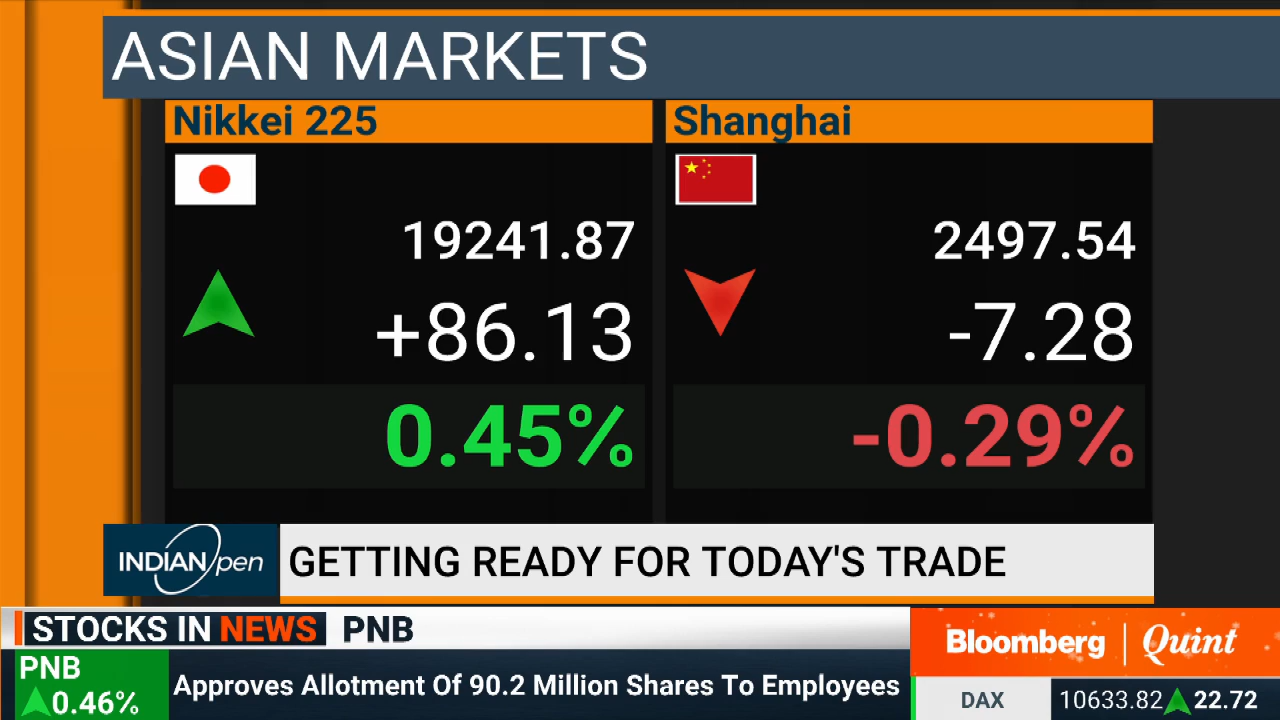 ASIAN MARKETS
Nikkei 225
19241.87
+86.13
0.45%
Shanghai
2497.54
-7.28
-0.29%
INDIAN Open
GETTING READY FOR TODAY'S TRADE
STOCKS IN NEWS PNB
PNB
0.46%
Approves Allotment Of 90.2 Million Shares To Employees
Bloomberg | Quint
DAX 10633.82 22.72